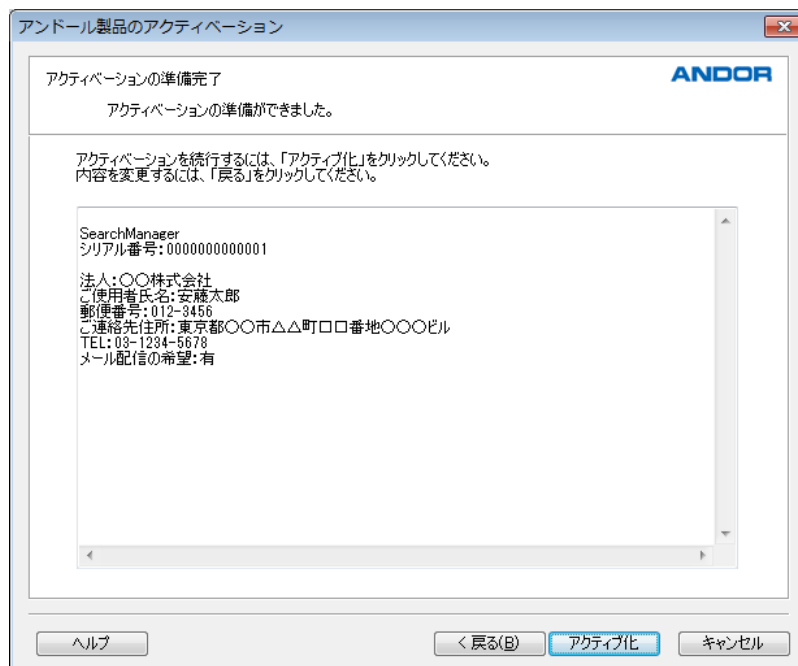 アンドール製品のアクティベーション
アクティベーションの準備完了
ANDOR
アクティベーションの準備ができました。
アクティベーションを続行するには、「アクティブ化」をクリックしてください。
内容を変更するには、「戻る」をクリックしてください。
SearchManager
シリアル番号:0000000000001
法人:〇〇株式会社
ご使用者氏名:安藤太郎
郵便番号:012-3456
ご連絡先住所:東京都〇〇市△△町口口番地〇〇〇ビル
TEL:03-1234-5678
メール配信の希望:有
ヘルプ
< 戻る(B)
アクティブ化
キャンセル